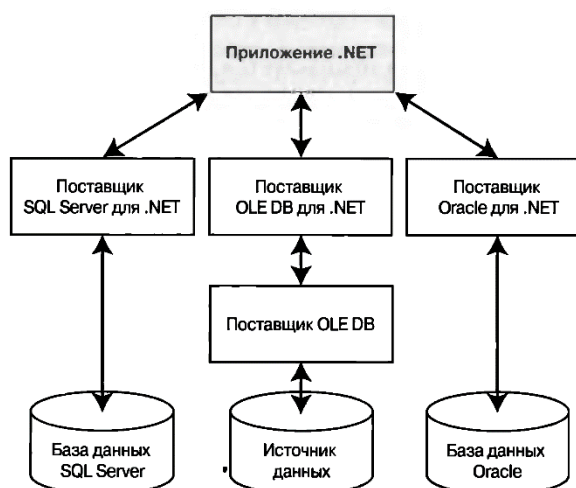 Приложение .NET
Поставщик
SQL Server для .NET
Поставщик
OLE DB для .NET
Поставщик
Oracle для .NET
Поставщик OLE DB
База данных
SQL Server
Источник
данных
База данных
Oracle